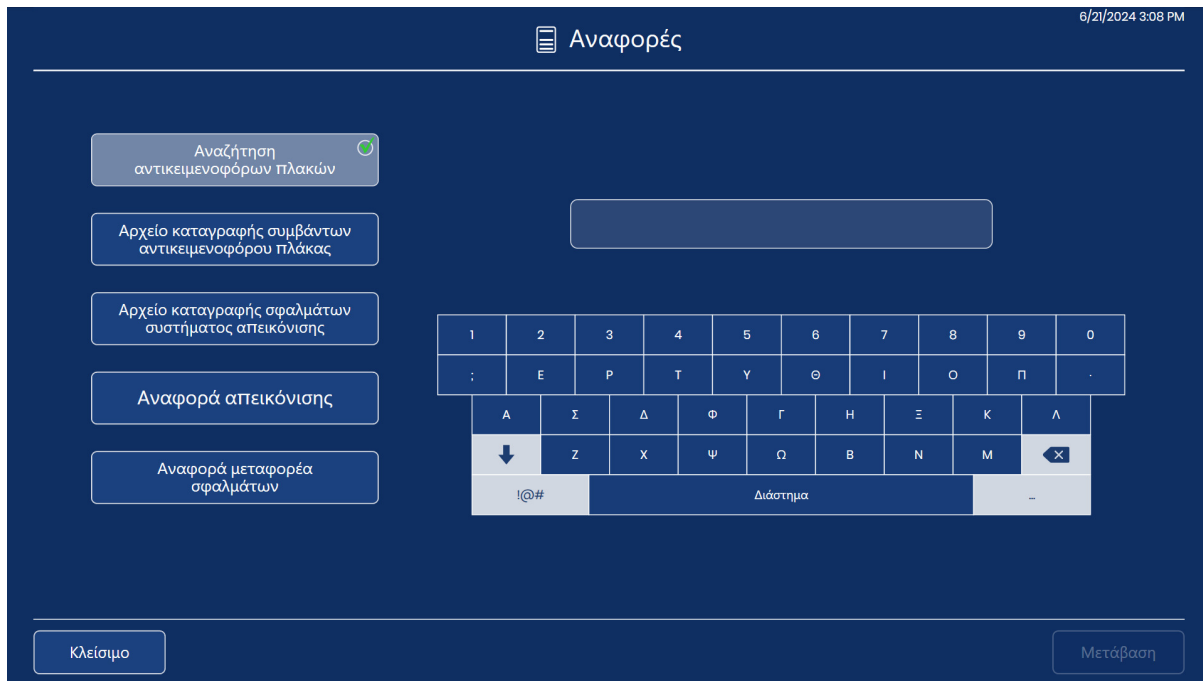 6/21/2024 3:08 PM
Αναφορές
Αναζήτηση
αντικειμενοφόρων πλακών
Αρχείο καταγραφής συμβάντων
αντικειμενοφόρου πλάκας
Αρχείο καταγραφής σφαλμάτων
συστήματος απεικόνισης
Αναφορά απεικόνισης
Αναφορά μεταφορέα
σφαλμάτων
1 2 3 4 5 6 7 8 9 0
; Ε Ρ Τ Υ Θ Ι Ο Π .
Α Σ Δ Φ Γ Η Ξ Κ Λ
Ζ Χ Ψ Ω Β Ν Μ
!@# Διάστημα ...
Κλείσιμο
Μετάβαση